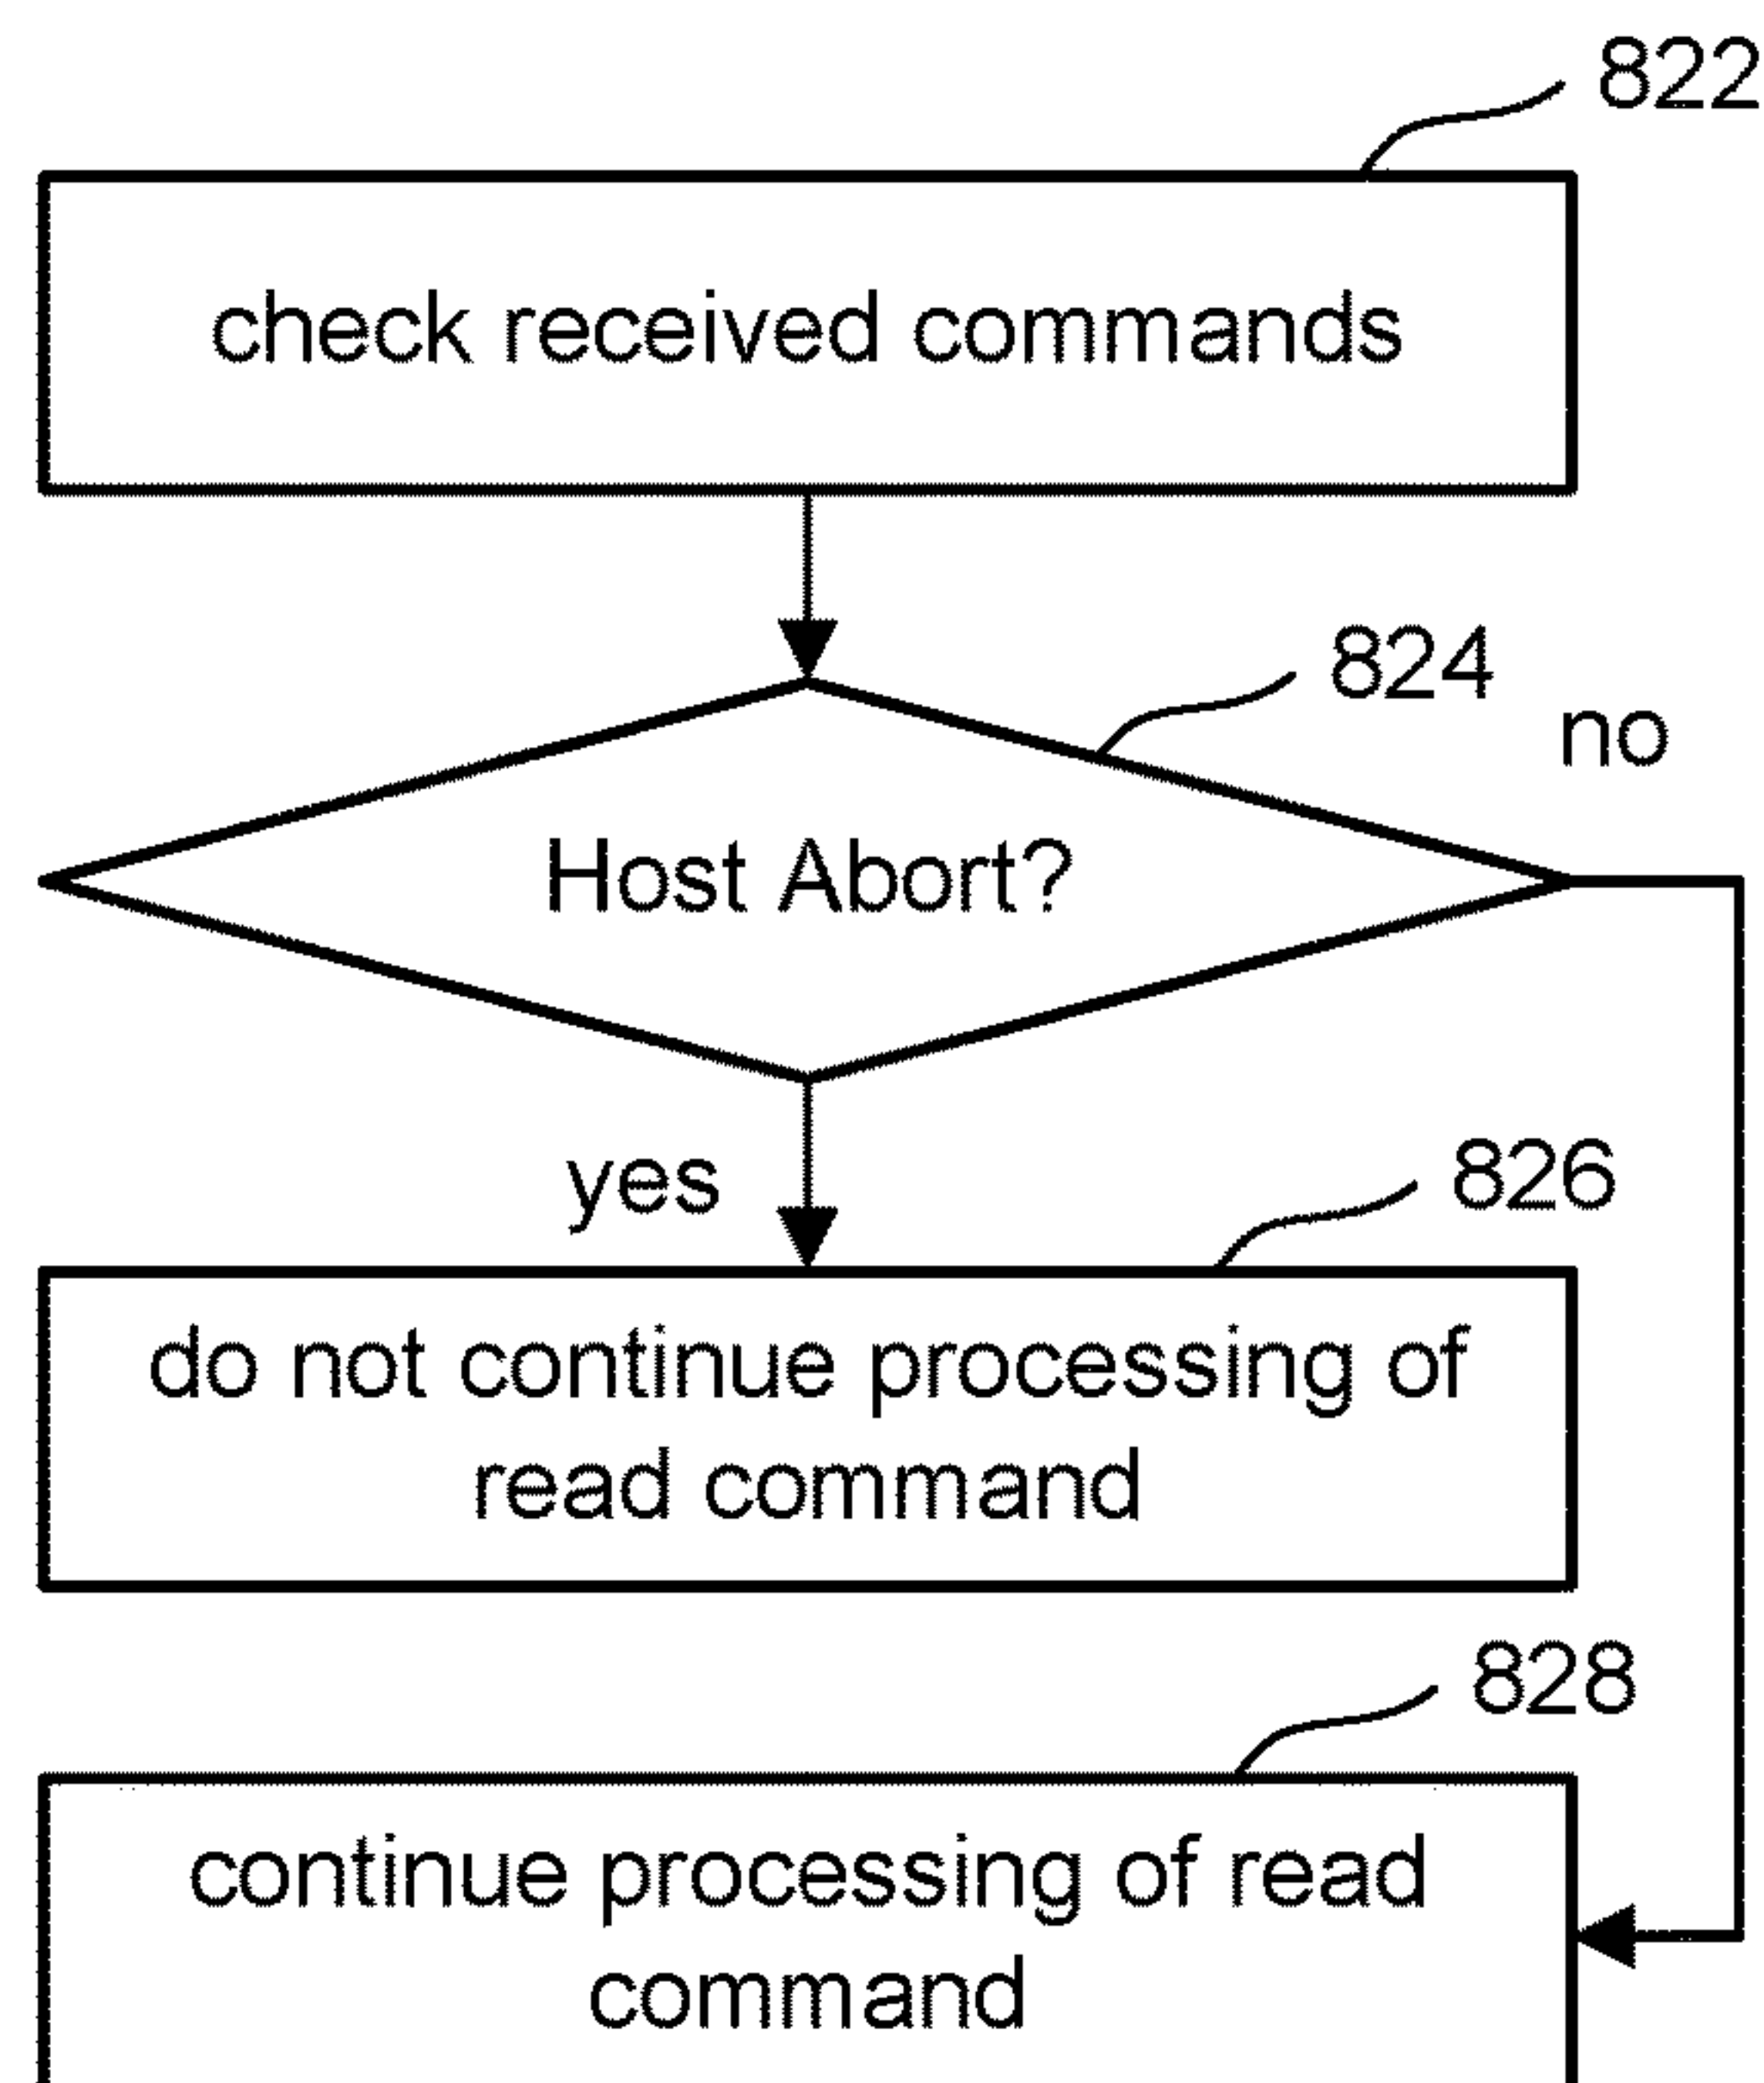 822
check received commands
824
no
Host Abort?
yes
826
do not continue processing of
read command
828
continue processing of read
command